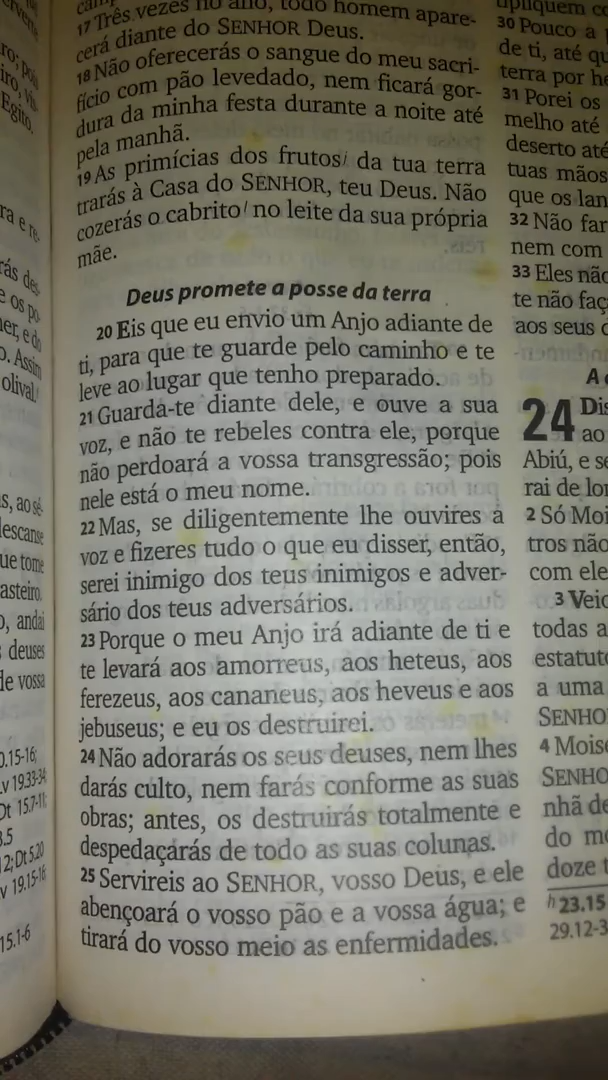 17 Três vezes no ano, todo homem apare-
cerá diante do SENHOR Deus.
18 Não oferecerás o sangue do meu sacri-
fício com pão levedado, nem ficará gor-
dura da minha festa durante a noite até
pela manhã.
19 As primícias dos frutos i da tua terra
trarás à Casa do SENHOR, teu Deus. Não
cozerás o cabrito l no leite da sua própria
mãe.
Deus promete a posse da terra
20 Eis que eu envio um Anjo adiante de
ti, para que te guarde pelo caminho e te
leve ao lugar que tenho preparado.
21 Guarda-te diante dele, e ouve a sua
voz, e não te rebeles contra ele, porque
não perdoará a vossa transgressão; pois
nele está o meu nome.
22 Mas, se diligentemente lhe ouvires a
voz e fizeres tudo o que eu disser, então,
serei inimigo dos teus inimigos e adver-
sário dos teus adversários.
23 Porque o meu Anjo irá adiante de ti e
te levará aos amorreus, aos heteus, aos
ferezeus, aos cananeus, aos heveus e aos
jebuseus; e eu os destruirei.
24 Não adorarás os seus deuses, nem lhes
darás culto, nem farás conforme as suas
obras; antes, os destruirás totalmente e
despedaçarás de todo as suas colunas.
25 Servireis ao SENHOR, vosso Deus, e ele
abençoará o vosso pão e a vossa água; e
tirará do vosso meio as enfermidades.
30 Pouco a
de ti, até qu
terra por he
31 Porei os
melho até
deserto até
tuas mãos
que os lan
32 Não far
nem com
33 Eles não
te não faç
aos seus
A
24 Dis
ao
Abiú, e se
rai de lon
2 Só Moi
tros não
com ele
3 Veio
todas a
estatuto
a uma
SENHO
4 Moisé
SENHO
nhã de
do mo
doze t
h 23.15
29.12-3